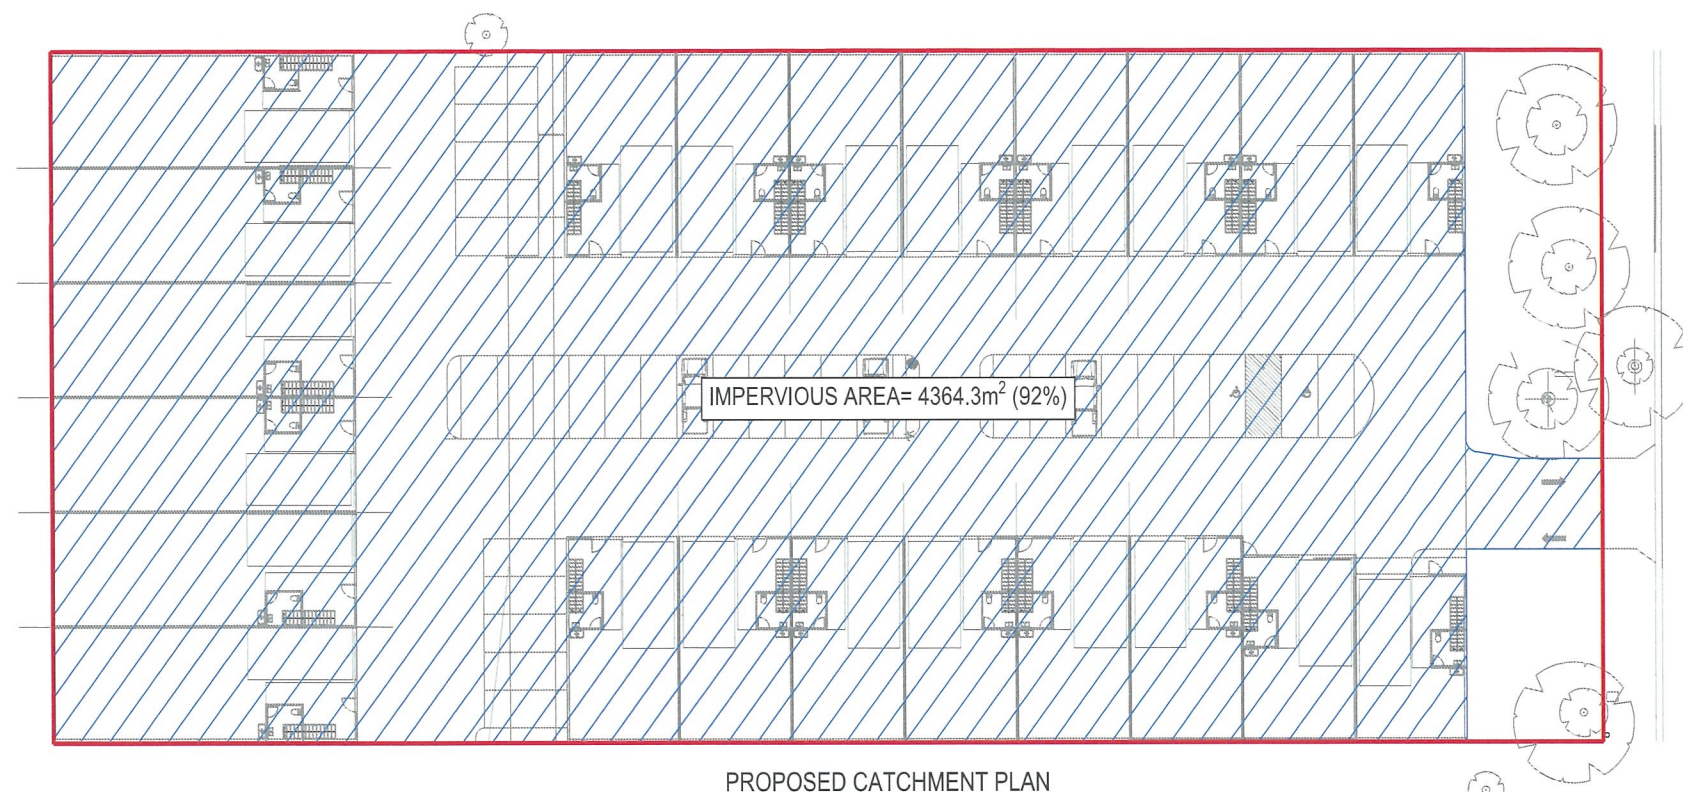 IMPERVIOUS AREA= 4364.3m² (92%)
PROPOSED CATCHMENT PLAN